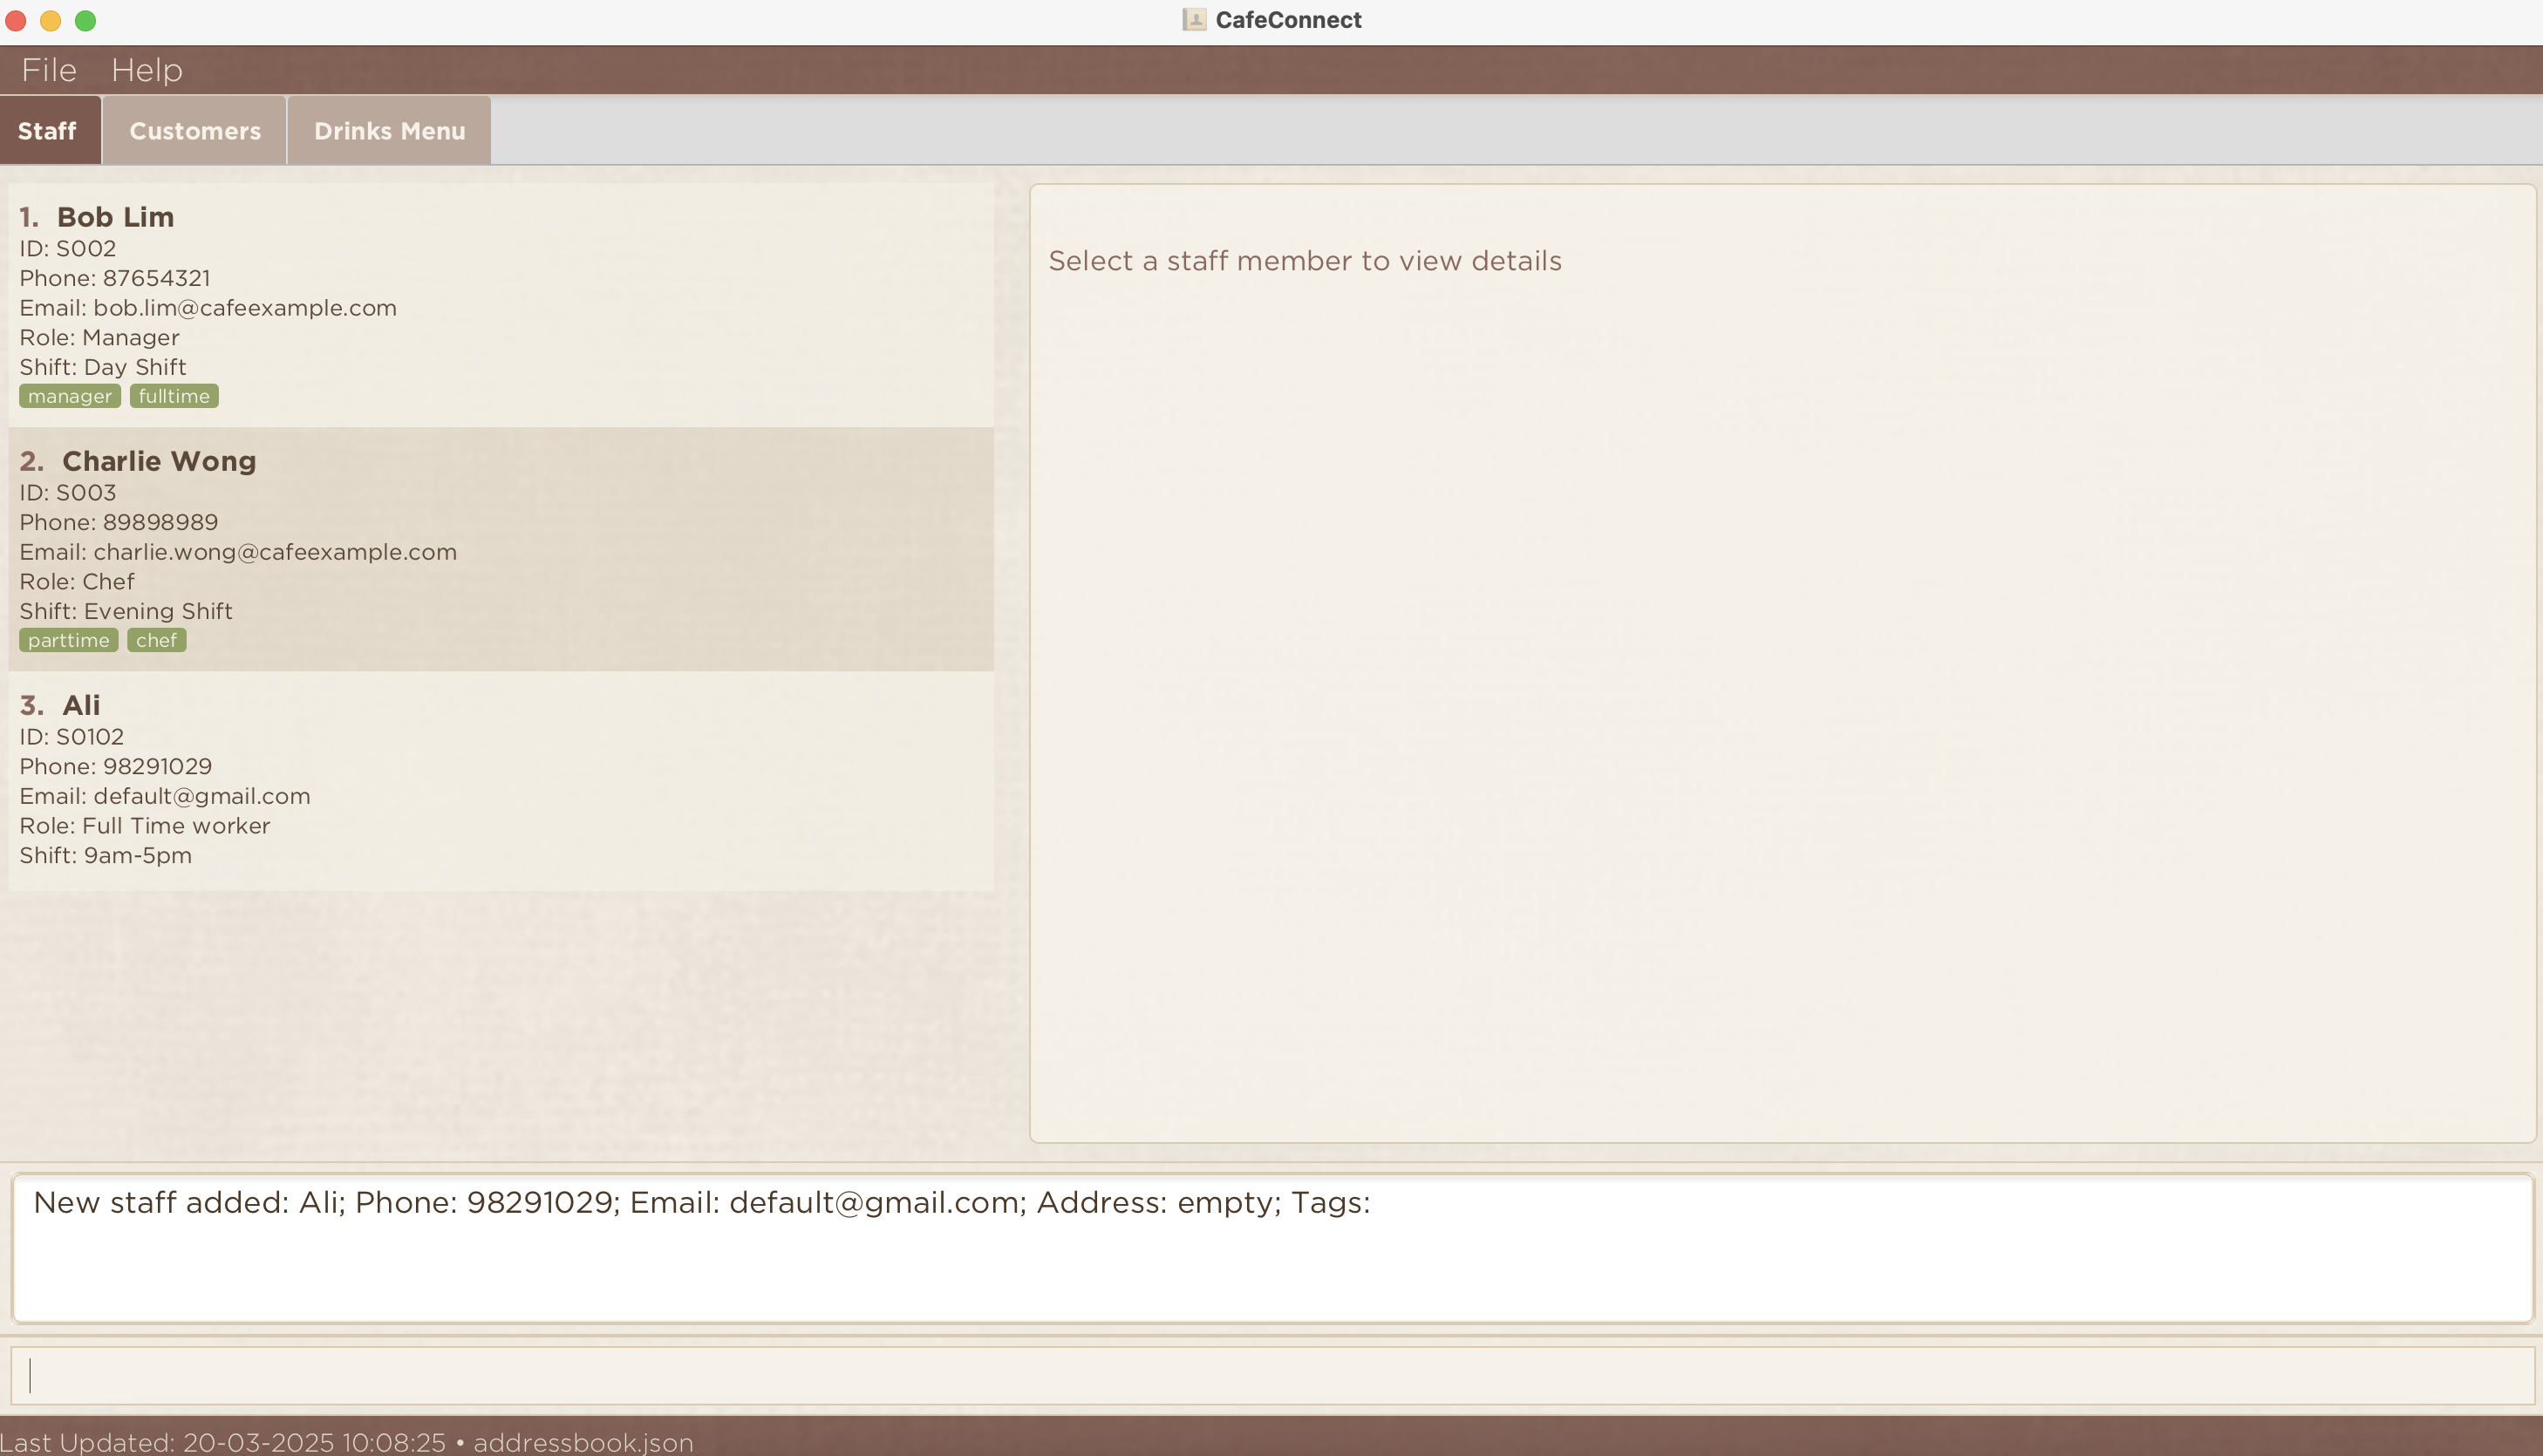 CafeConnect
File Help
Staff Customers Drinks Menu
1. Bob Lim
ID: S002
Phone: 87654321
Email: bob.lim@cafeexample.com
Role: Manager
Shift: Day Shift
manager fulltime
2. Charlie Wong
ID: S003
Phone: 89898989
Email: charlie.wong@cafeexample.com
Role: Chef
Shift: Evening Shift
parttime chef
3. Ali
ID: S0102
Phone: 98291029
Email: default@gmail.com
Role: Full Time worker
Shift: 9am-5pm
Select a staff member to view details
New staff added: Ali; Phone: 98291029; Email: default@gmail.com; Address: empty; Tags:
Last Updated: 20-03-2025 10:08:25 • addressbook.json